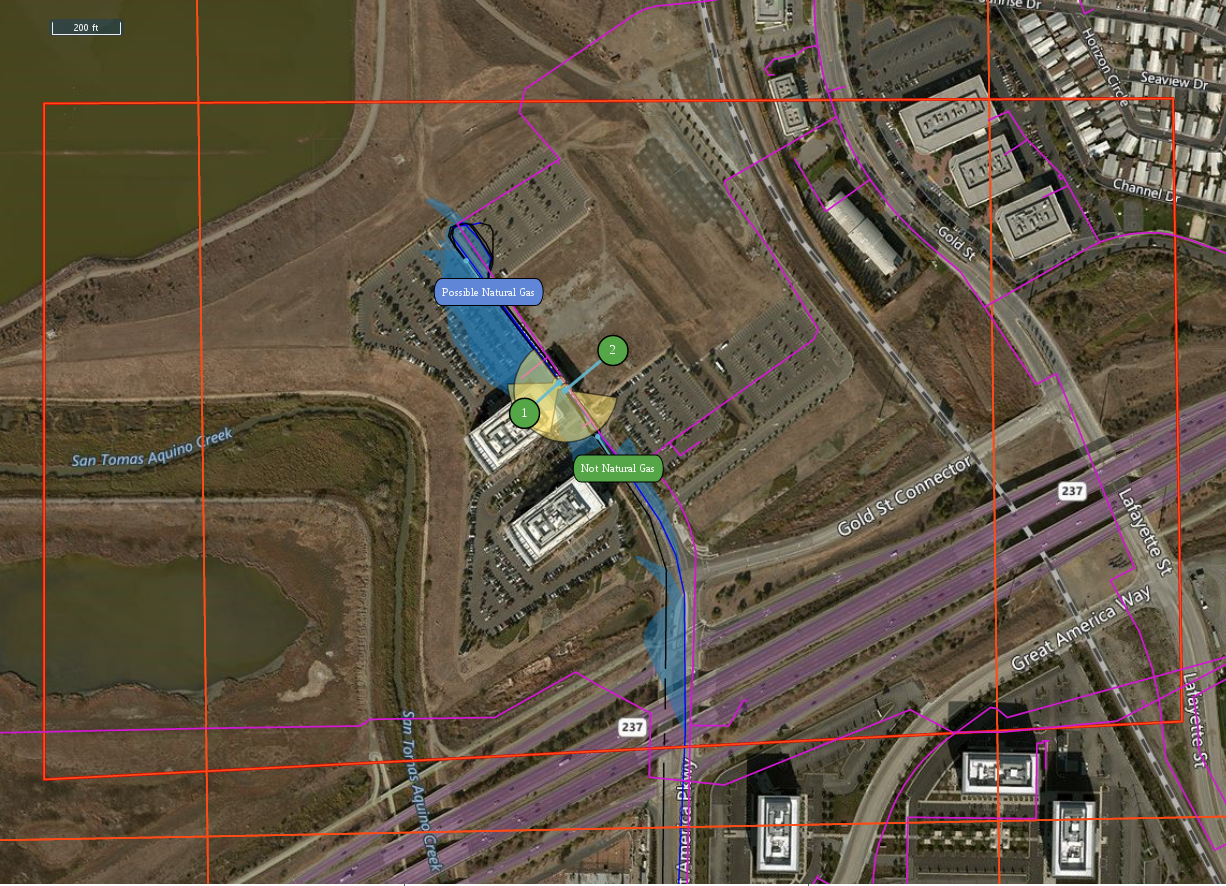 Sunrise Dr
200 ft
Horizon Circle
Seaview Dr
Channel Dr
Gold St
Possible Natural Gas
2
1
San Tomas Aquino Creek
Not Natural Gas
Gold St Connector
237
Lafayette St
Great America Way
Lafayette St
237
San Tomas Aquino Creek
America Pkwy